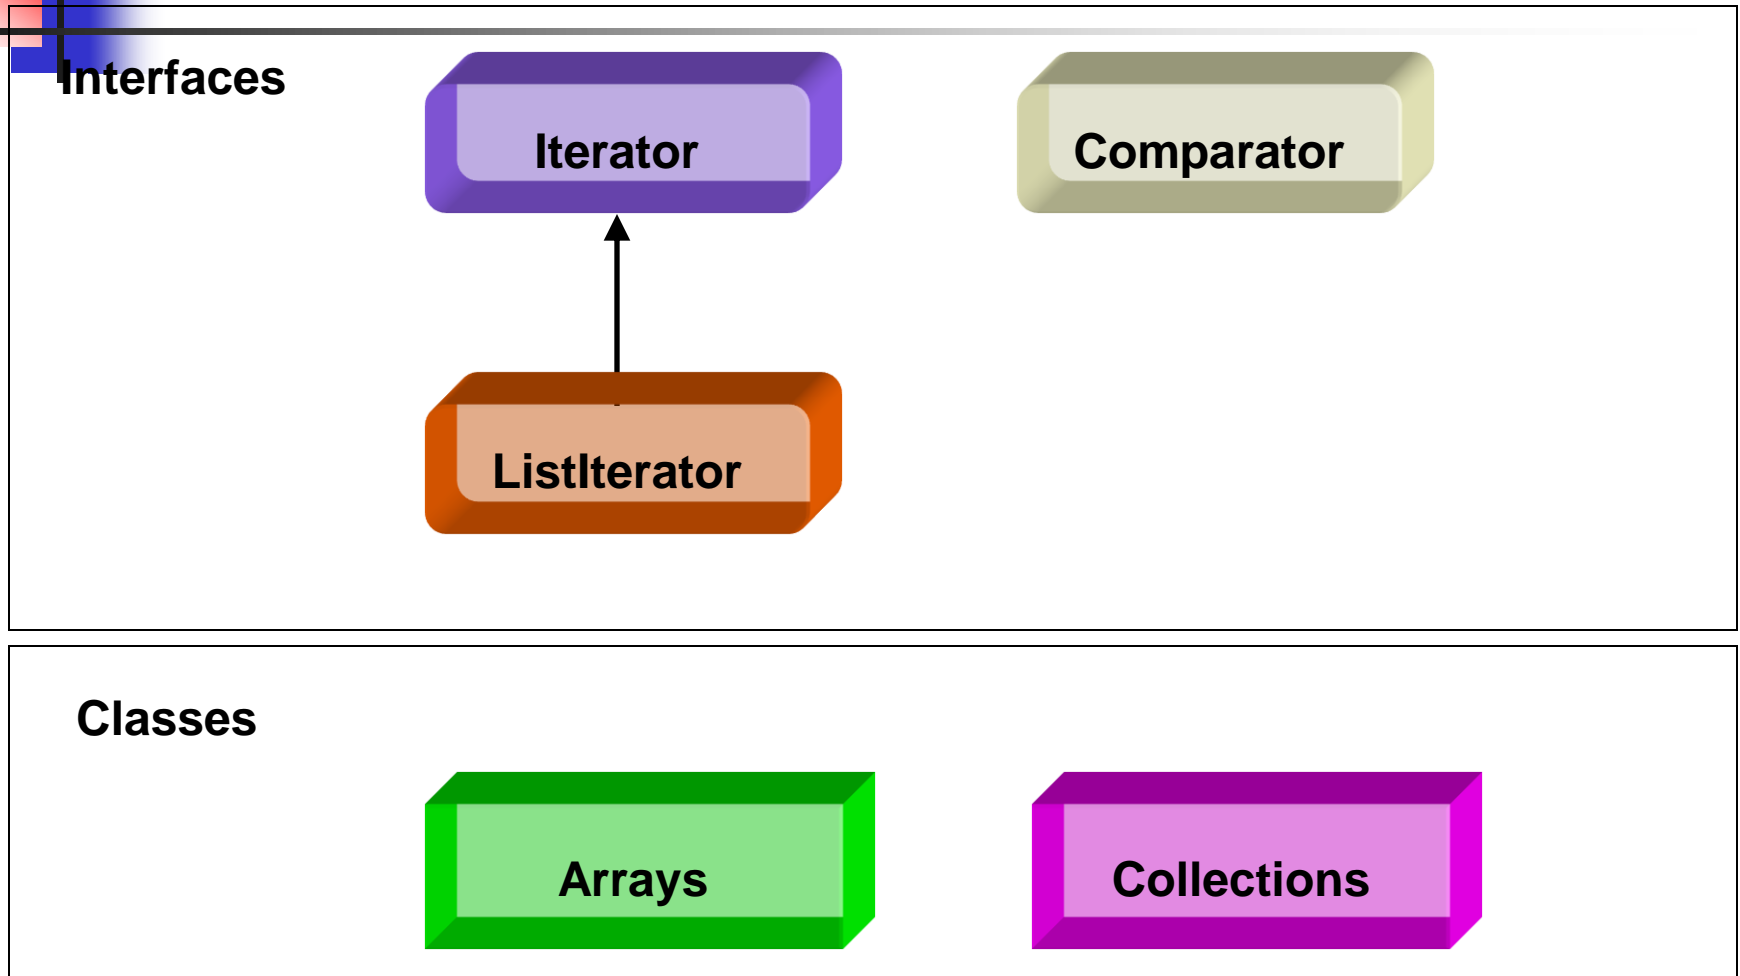 Interfaces
Iterator
Comparator
ListIterator
Classes
Arrays
Collections